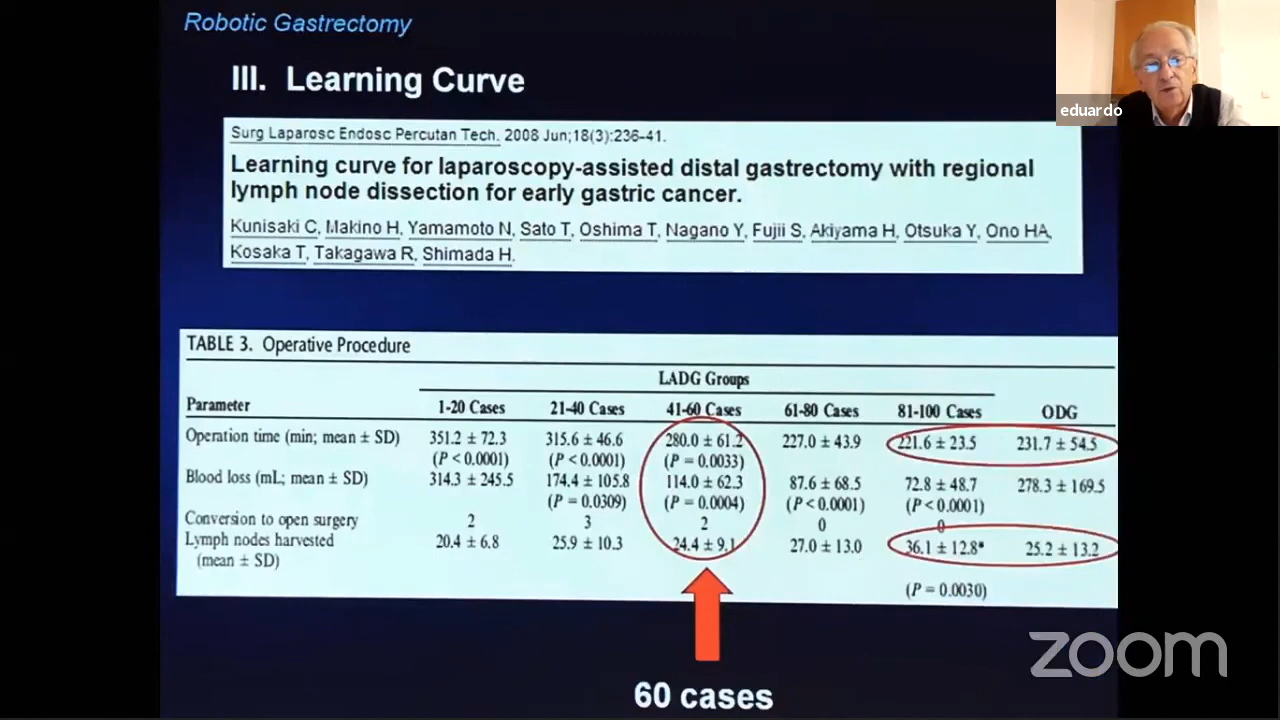 Robotic Gastrectomy
III. Learning Curve
eduardo
Surg Laparosc Endosc Percutan Tech. 2008 Jun;18(3):236-41.
Learning curve for laparoscopy-assisted distal gastrectomy with regional
lymph node dissection for early gastric cancer.
Kunisaki C, Makino H, Yamamoto N, Sato T, Oshima T, Nagano Y, Fujii S, Akiyama H, Otsuka Y, Ono HA,
Kosaka T, Takagawa R, Shimada H.
TABLE 3. Operative Procedure
LADG Groups
Parameter 1-20 Cases 21-40 Cases 41-60 Cases 61-80 Cases 81-100 Cases ODG
Operation time (min; mean ± SD) 351.2 ± 72.3 315.6 ± 46.6 280.0 ± 61.2 227.0 ± 43.9 221.6 ± 23.5 231.7 ± 54.5
(P < 0.0001) (P < 0.0001) (P = 0.0033)
Blood loss (mL; mean ± SD) 314.3 ± 245.5 174.4 ± 105.8 114.0 ± 62.3 87.6 ± 68.5 72.8 ± 48.7 278.3 ± 169.5
(P = 0.0309) (P = 0.0004) (P < 0.0001) (P < 0.0001)
Conversion to open surgery 2 3 2 0 0
Lymph nodes harvested 20.4 ± 6.8 25.9 ± 10.3 24.4 ± 9.1 27.0 ± 13.0 36.1 ± 12.8* 25.2 ± 13.2
(mean ± SD)
(P = 0.0030)
60 cases
zoom